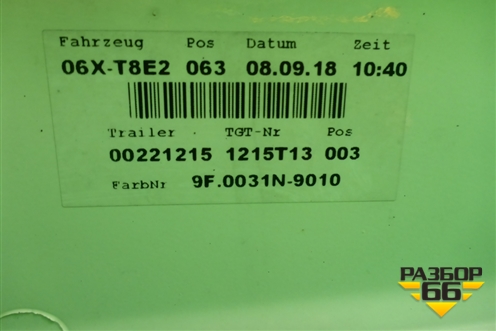 Fahrzeug Pos Datum Zeit
06X-T8E2 063 08.09.18 10:40
Trailer TGT-Nr Pos
00221215 1215T13 003
FarbNr 9F.0031N-9010
РАЗБОР
66